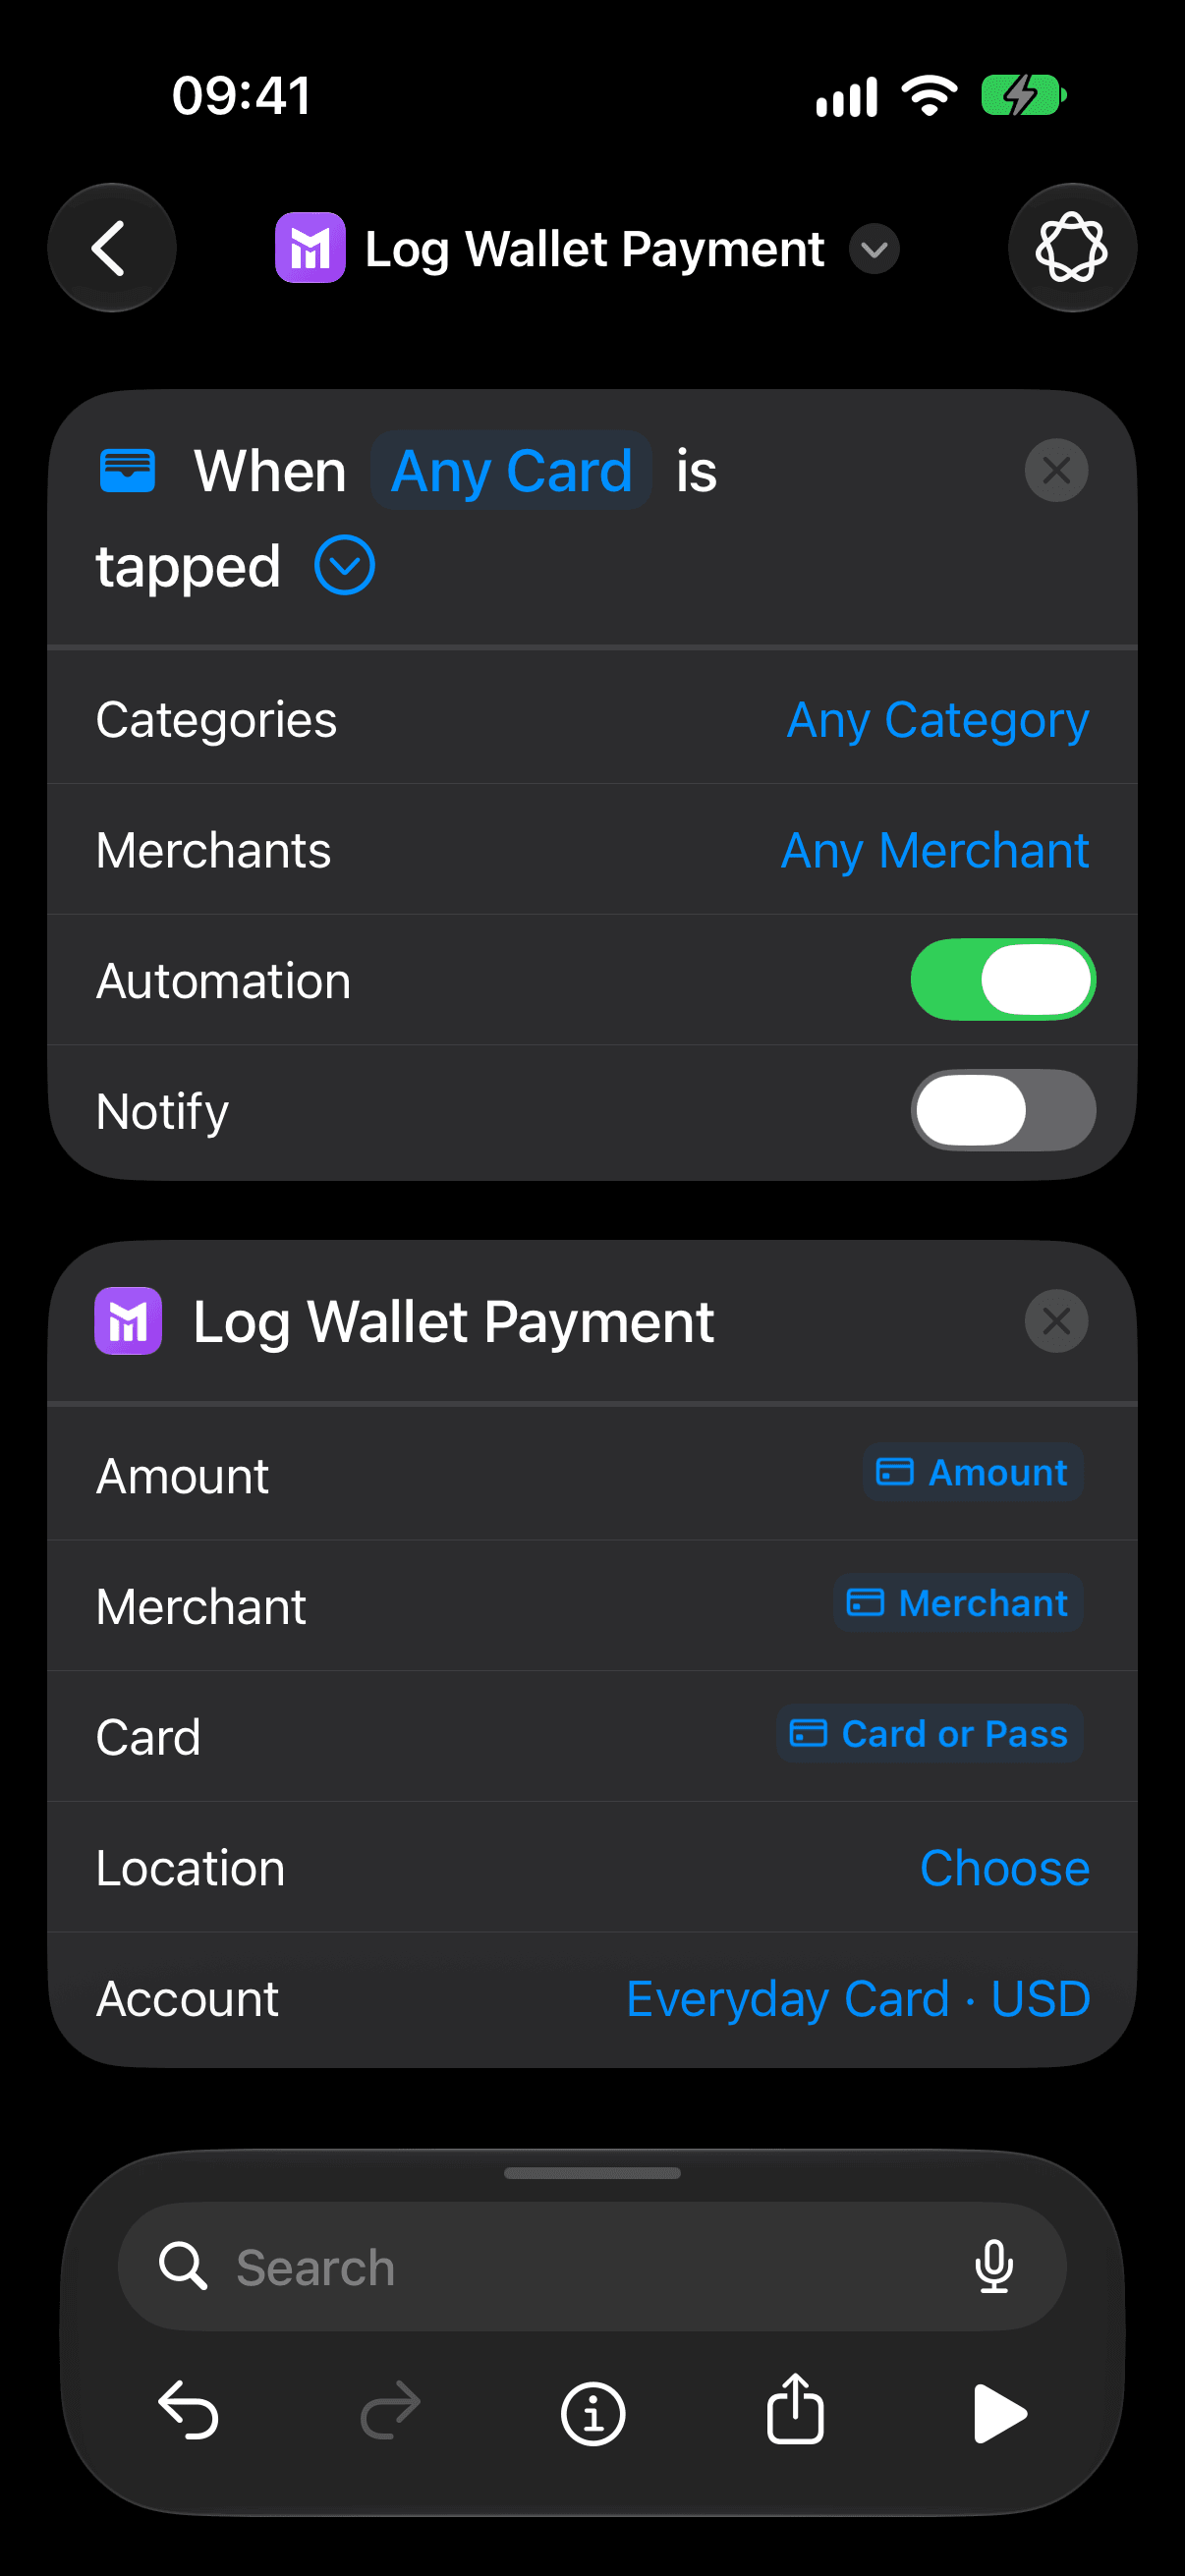 09:41
Log Wallet Payment
When Any Card is
tapped
Categories Any Category
Merchants Any Merchant
Automation
Notify
Log Wallet Payment
Amount Amount
Merchant Merchant
Card Card or Pass
Location Choose
Account Everyday Card · USD
Search